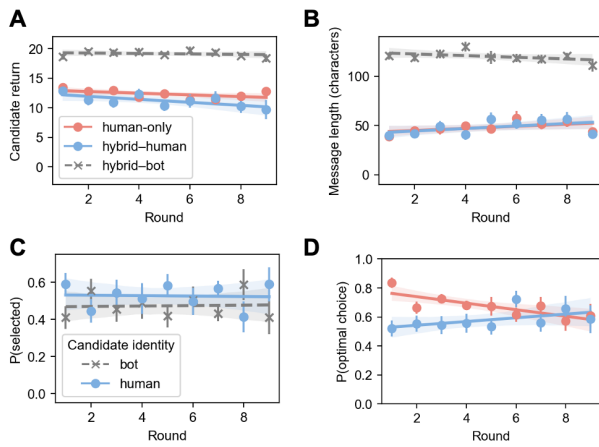 A
Candidate return
20
15
10
5
0
human-only
hybrid–human
hybrid–bot
2 4 6 8
Round
B
Message length (characters)
100
50
0
2 4 6 8
Round
C
P(selected)
0.6
0.4
0.2
0.0
Candidate identity
bot
human
2 4 6 8
Round
D
P(optimal choice)
1.0
0.8
0.6
0.4
0.2
0.0
2 4 6 8
Round